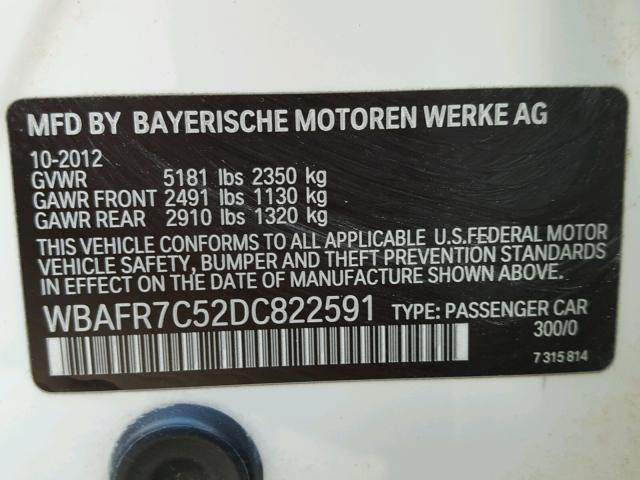 MFD BY BAYERISCHE MOTOREN WERKE AG
10-2012
GVWR 5181 lbs 2350 kg
GAWR FRONT 2491 lbs 1130 kg
GAWR REAR 2910 lbs 1320 kg
THIS VEHICLE CONFORMS TO ALL APPLICABLE U.S.FEDERAL MOTOR
VEHICLE SAFETY, BUMPER AND THEFT PREVENTION STANDARDS
IN EFFECT ON THE DATE OF MANUFACTURE SHOWN ABOVE.
WBAFR7C52DC822591 TYPE: PASSENGER CAR
300/0
7 315 814